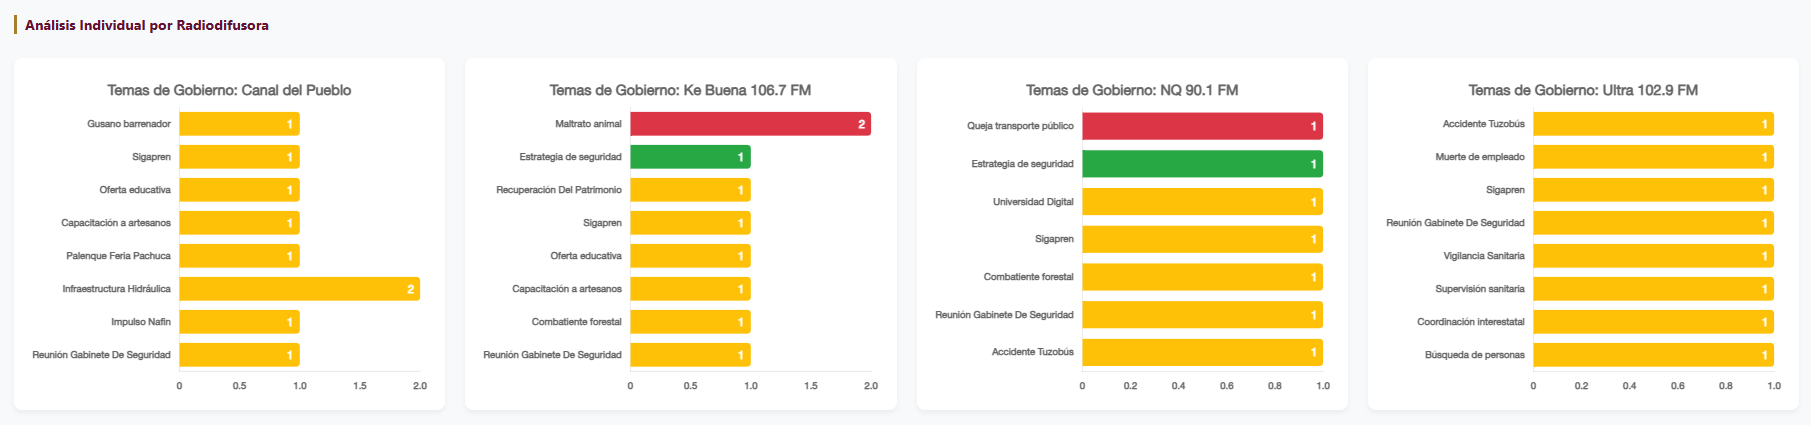 Análisis Individual por Radiodifusora
Temas de Gobierno: Canal del Pueblo
Gusano barrenador 1
Sigapren 1
Oferta educativa 1
Capacitación a artesanos 1
Palenque Feria Pachuca 1
Infraestructura Hidráulica 2
Impulso Nafin 1
Reunión Gabinete De Seguridad 1
0 0.5 1.0 1.5 2.0
Temas de Gobierno: Ke Buena 106.7 FM
Maltrato animal 2
Estrategia de seguridad 1
Recuperación Del Patrimonio 1
Sigapren 1
Oferta educativa 1
Capacitación a artesanos 1
Combatiente forestal 1
Reunión Gabinete De Seguridad 1
0 0.5 1.0 1.5 2.0
Temas de Gobierno: NQ 90.1 FM
Queja transporte público 1
Estrategia de seguridad 1
Universidad Digital 1
Sigapren 1
Combatiente forestal 1
Reunión Gabinete De Seguridad 1
Accidente Tuzobús 1
0 0.2 0.4 0.6 0.8 1.0
Temas de Gobierno: Ultra 102.9 FM
Accidente Tuzobús 1
Muerte de empleado 1
Sigapren 1
Reunión Gabinete De Seguridad 1
Vigilancia Sanitaria 1
Supervisión sanitaria 1
Coordinación interestatal 1
Búsqueda de personas 1
0 0.2 0.4 0.6 0.8 1.0